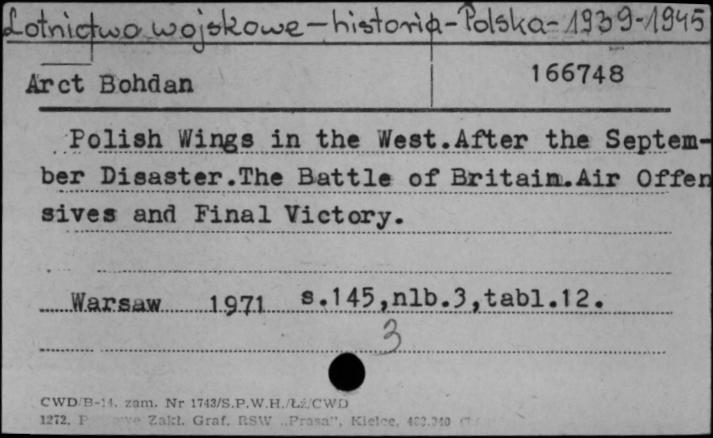 Lotnictwo wojskowe - historia - Polska - 1939-1945
Arct Bohdan
166748
Polish Wings in the West.After the Septem-
ber Disaster.The Battle of Britain.Air Offen
sives and Final Victory.
Warsaw 1971 s.145,nlb.3,tabl.12.
3
CWD/B-14. zam. Nr 1743/S.P.W.H./Łź/CWD
1272. Zakł. Graf. RSW „Prasa", Kielce.